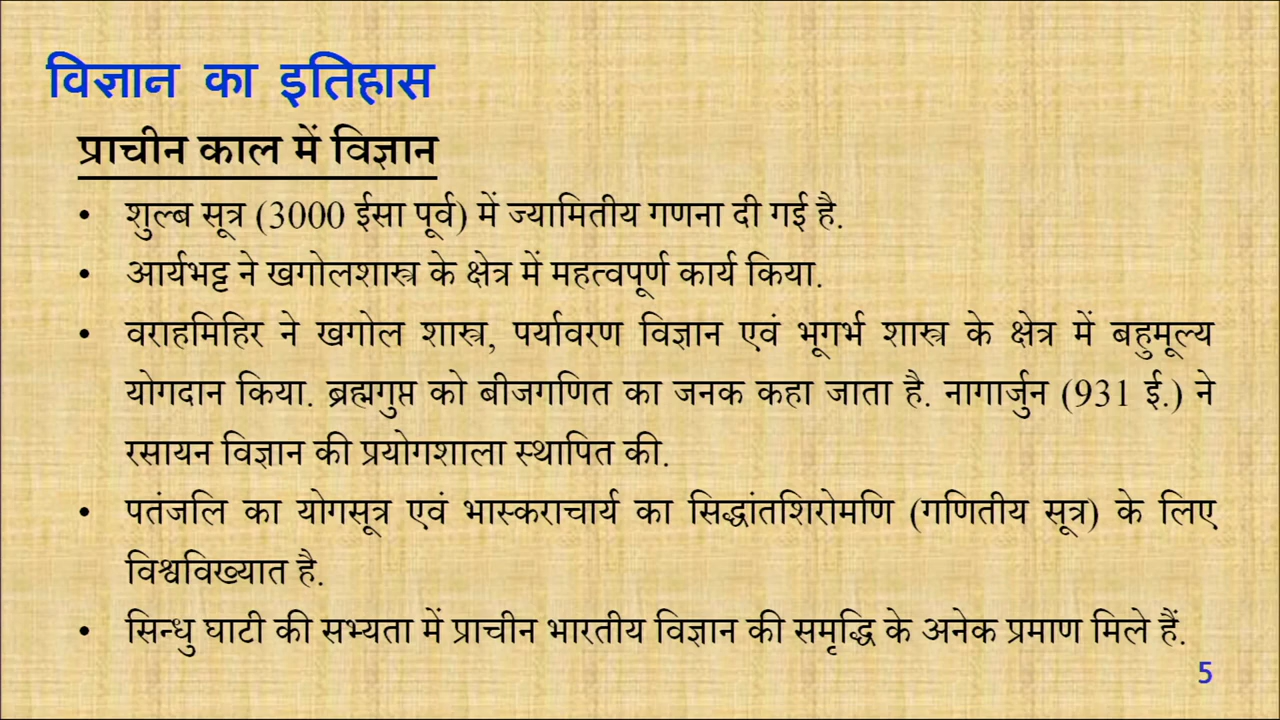 विज्ञान का इतिहास
प्राचीन काल में विज्ञान
• शुल्ब सूत्र (3000 ईसा पूर्व) में ज्यामितीय गणना दी गई है.
• आर्यभट्ट ने खगोलशास्त्र के क्षेत्र में महत्वपूर्ण कार्य किया.
• वराहमिहिर ने खगोल शास्त्र, पर्यावरण विज्ञान एवं भूगर्भ शास्त्र के क्षेत्र में बहुमूल्य
योगदान किया. ब्रह्मगुप्त को बीजगणित का जनक कहा जाता है. नागार्जुन (931 ई.) ने
रसायन विज्ञान की प्रयोगशाला स्थापित की.
• पतंजलि का योगसूत्र एवं भास्कराचार्य का सिद्धांतशिरोमणि (गणितीय सूत्र) के लिए
विश्वविख्यात है.
• सिन्धु घाटी की सभ्यता में प्राचीन भारतीय विज्ञान की समृद्धि के अनेक प्रमाण मिले हैं.
5